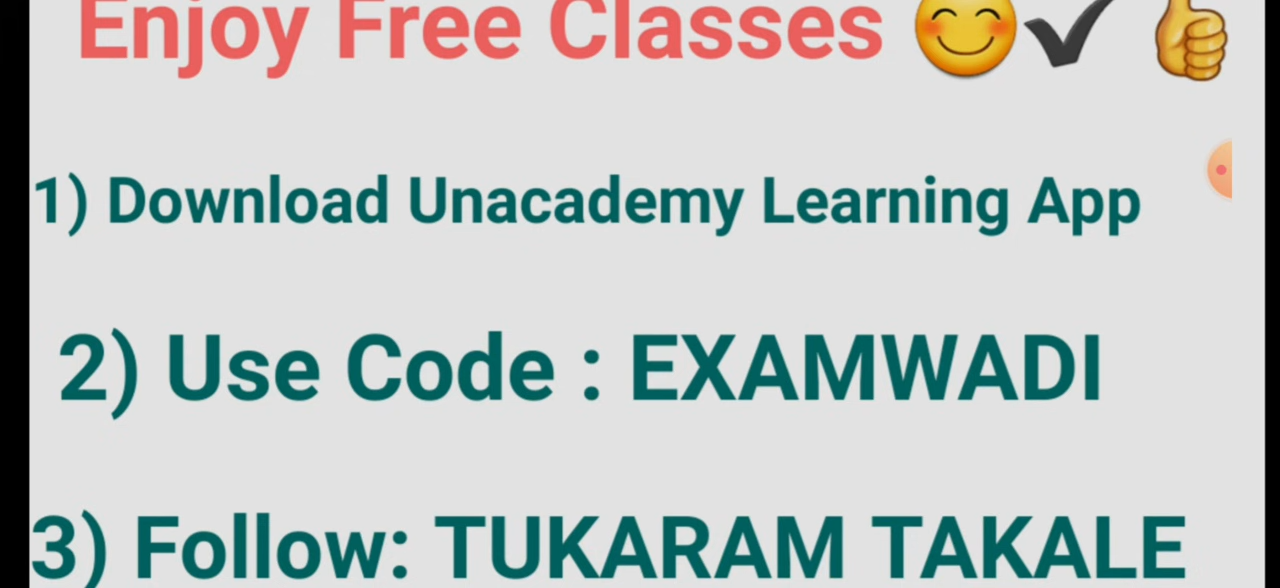 Enjoy Free Classes 😊✔️👍
1) Download Unacademy Learning App
2) Use Code : EXAMWADI
3) Follow: TUKARAM TAKALE